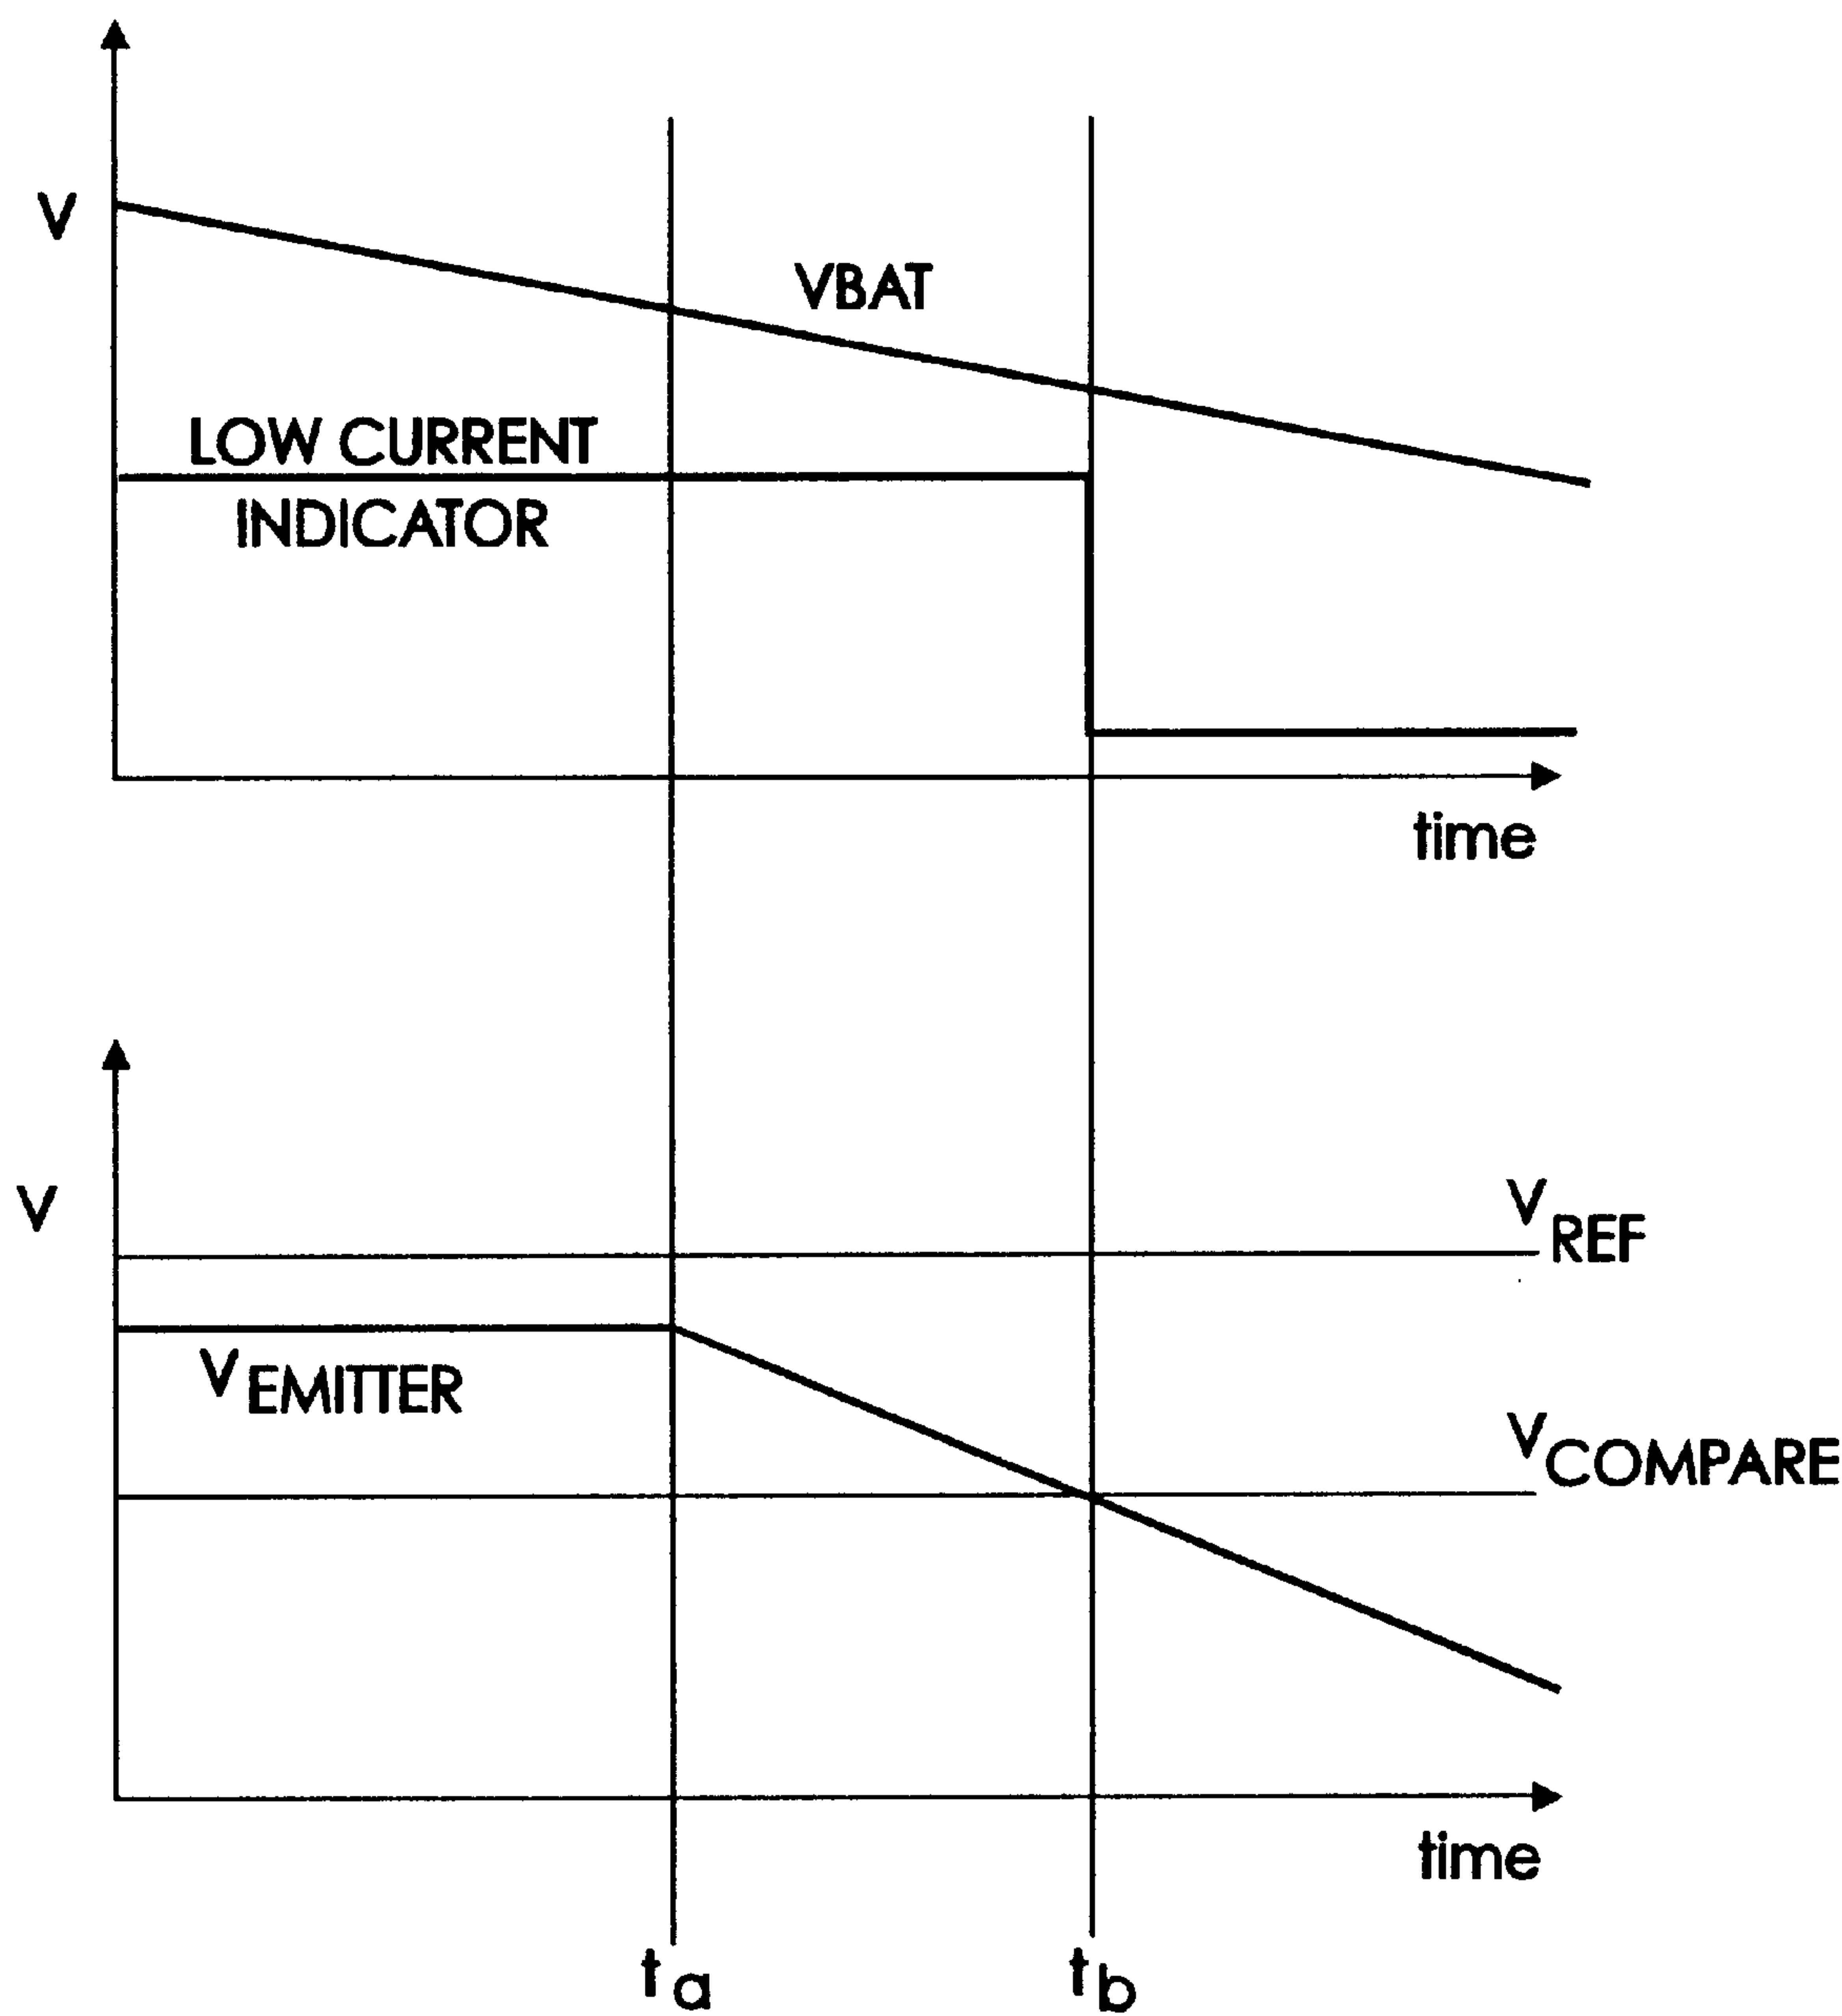 V
VBAT
LOW CURRENT
INDICATOR
time
V
VREF
VEMITTER
VCOMPARE
time
ta
tb